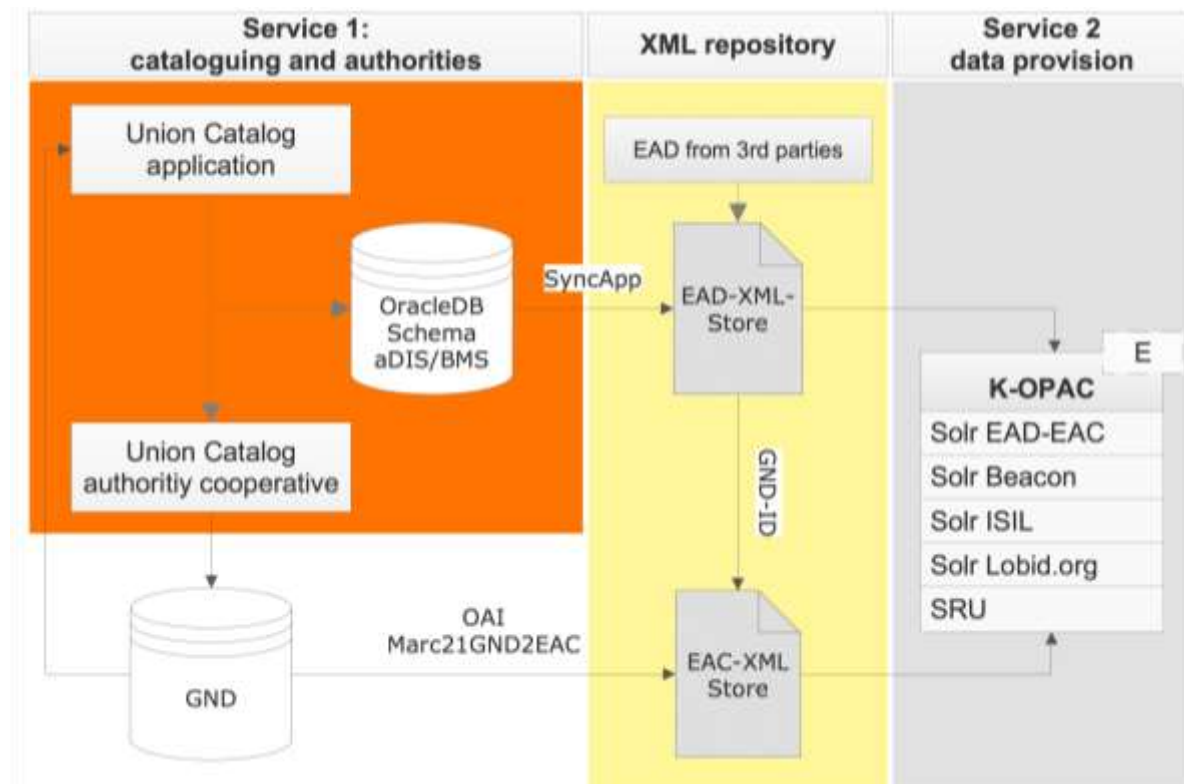 Service 1:
cataloguing and authorities
XML repository
Service 2
data provision
Union Catalog
application
EAD from 3rd parties
OracleDB
Schema
aDIS/BMS
SyncApp
EAD-XML-
Store
E
K-OPAC
Solr EAD-EAC
Solr Beacon
Solr ISIL
Solr Lobid.org
SRU
Union Catalog
authoritiy cooperative
GND-ID
OAI
Marc21GND2EAC
GND
EAC-XML
Store